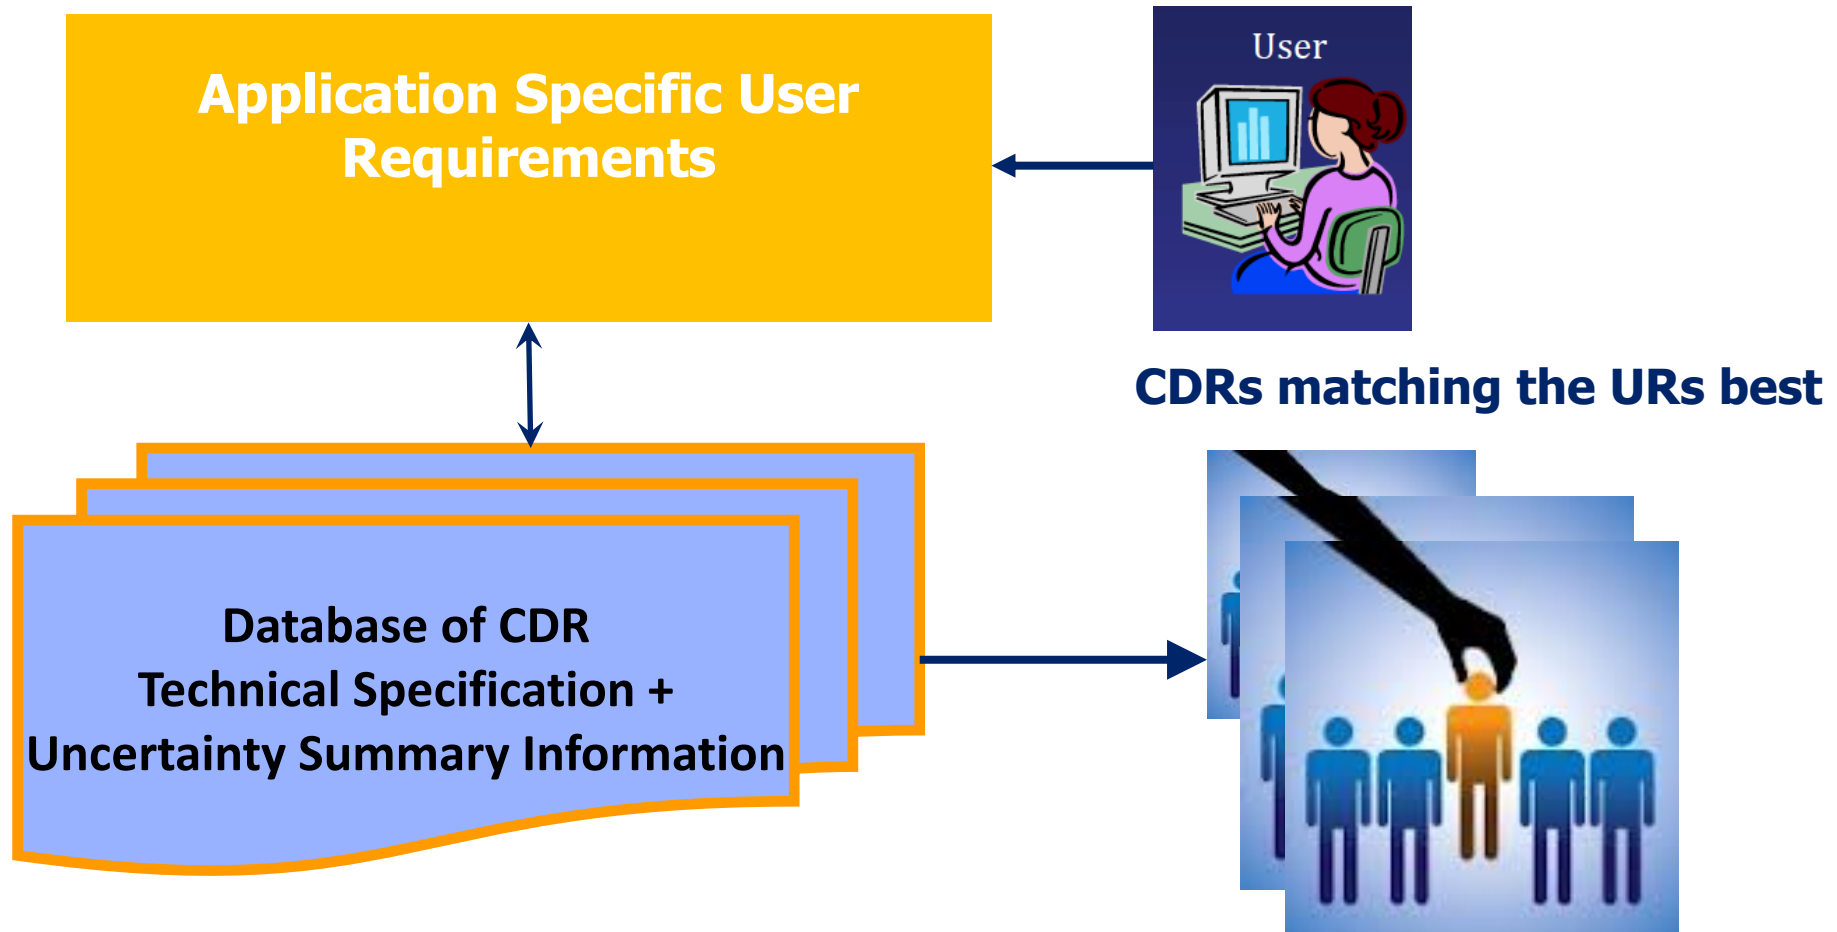 Application Specific User
Requirements
User
CDRs matching the URs best
Database of CDR
Technical Specification +
Uncertainty Summary Information